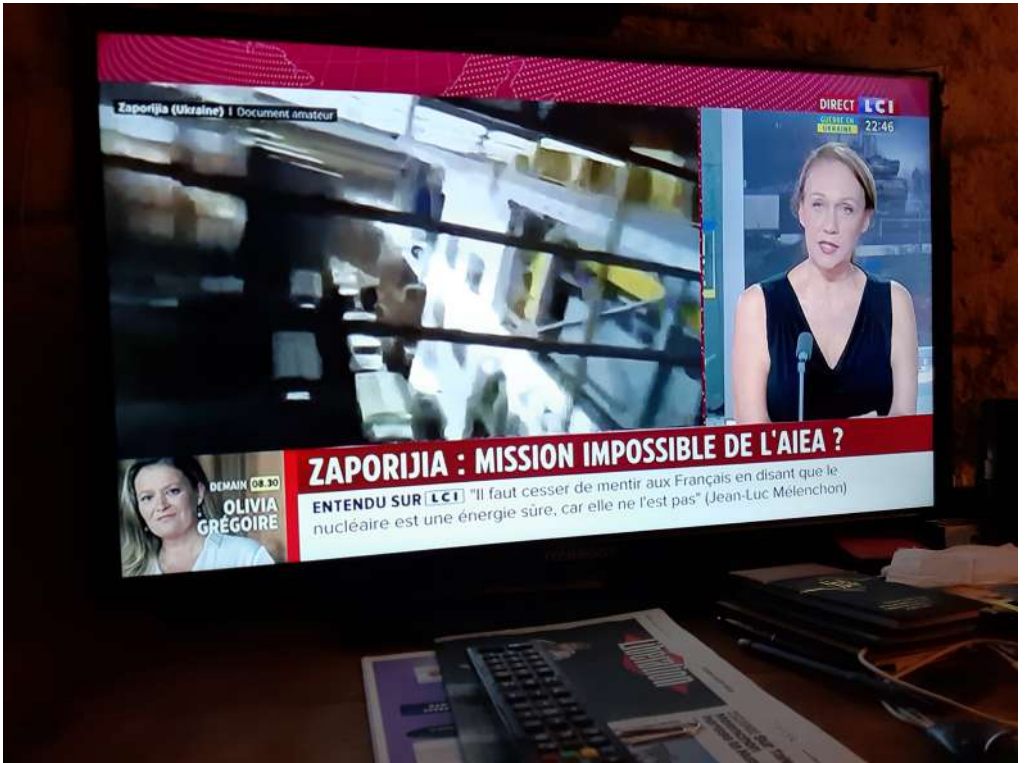 Zaporijia (Ukraine) I Document amateur
DIRECT LCI
GUERRE EN
UKRAINE
22:46
DEMAIN 08.30
OLIVIA
GRÉGOIRE
ZAPORIJIA : MISSION IMPOSSIBLE DE L'AIEA ?
ENTENDU SUR LCI "Il faut cesser de mentir aux Français en disant que le
nucléaire est une énergie sûre, car elle ne l'est pas" (Jean-Luc Mélenchon)
Libération